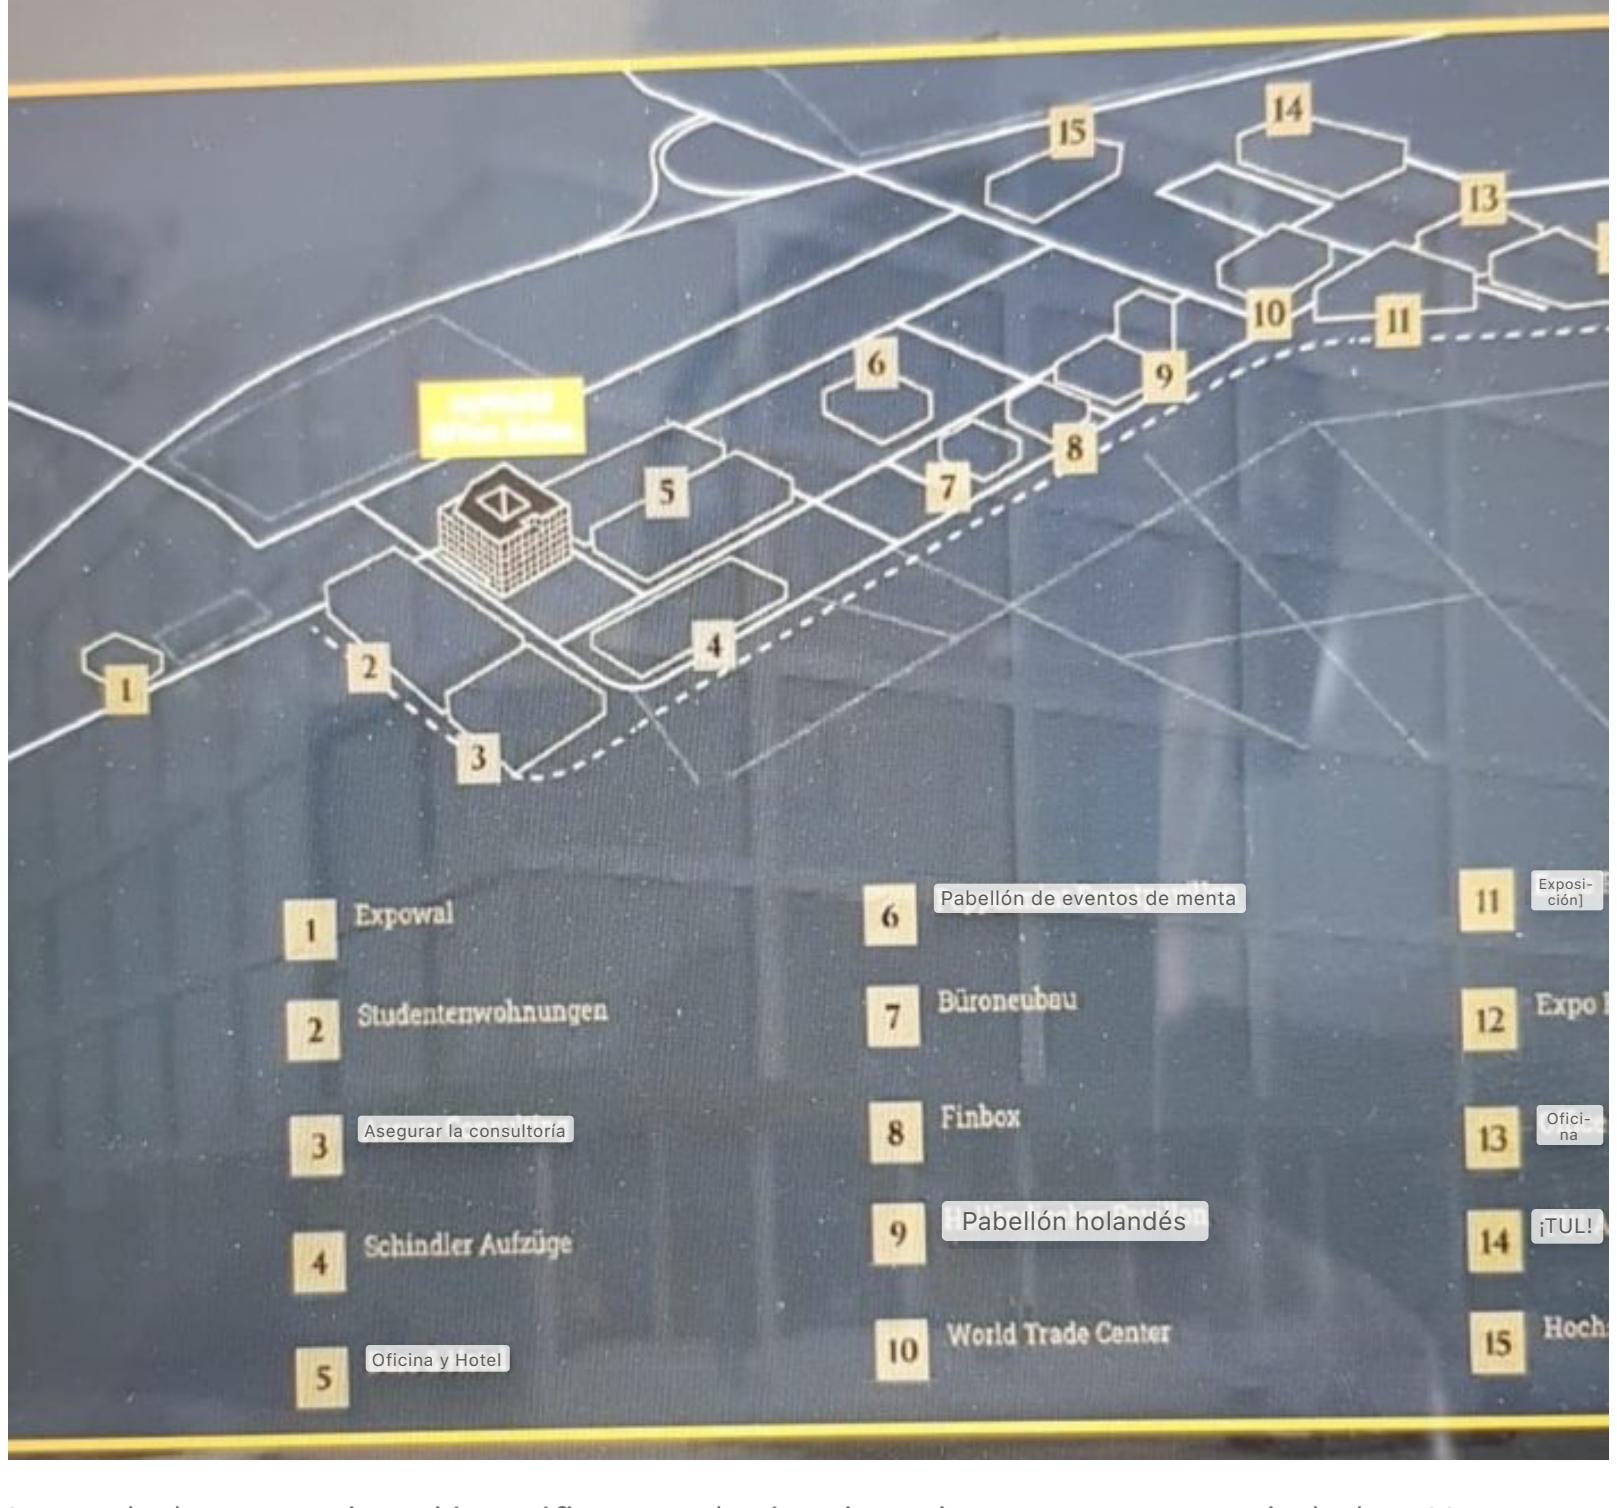 15
14
13
10
11
6
9
8
5
7
4
2
1
3
1 Expowal
2 Studentenwohnungen
3 Asegurar la consultoría
4 Schindler Aufzüge
5 Oficina y Hotel
6 Pabellón de eventos de menta
7 Büroneubau
8 Finbox
9 Pabellón holandés
10 World Trade Center
11 Exposi-
ción]
12 Expo
13 Ofici-
na
14 ¡TUL!
15